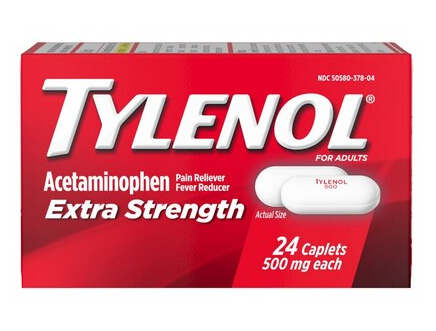 NDC 50580-378-04
TYLENOL®
FOR ADULTS
Acetaminophen Pain Reliever
Fever Reducer
Extra Strength
Actual Size
TYLENOL
500
24 Caplets
500 mg each